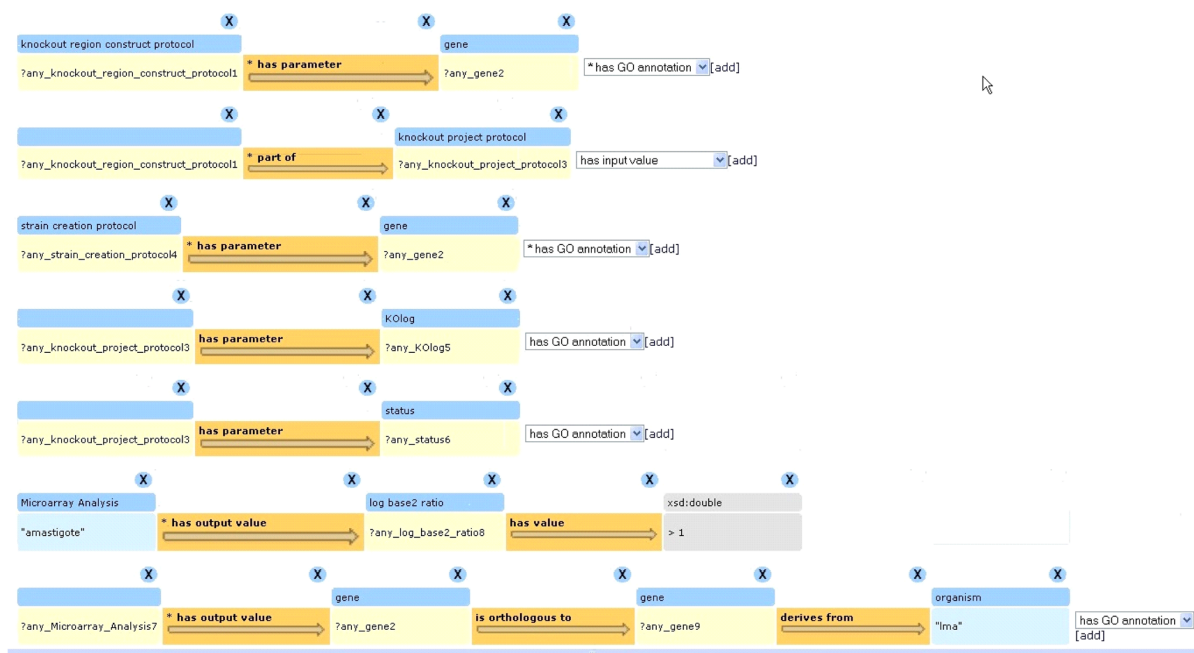 X X X
knockout region construct protocol gene
?any_knockout_region_construct_protocol1 * has parameter ?any_gene2 * has GO annotation [add]
X X X
knockout project protocol
?any_knockout_region_construct_protocol1 * part of ?any_knockout_project_protocol3 has input value [add]
X X X
strain creation protocol gene
?any_strain_creation_protocol4 * has parameter ?any_gene2 * has GO annotation [add]
X X X
KOlog
?any_knockout_project_protocol3 has parameter ?any_KOlog5 has GO annotation [add]
X X X
status
?any_knockout_project_protocol3 has parameter ?any_status6 has GO annotation [add]
X X X X X
Microarray Analysis log base2 ratio xsd:double
"amastigote" * has output value ?any_log_base2_ratio8 has value > 1
X X X X X X X
gene gene organism
?any_Microarray_Analysis7 * has output value ?any_gene2 is orthologous to ?any_gene9 derives from "lma" has GO annotation
[add]